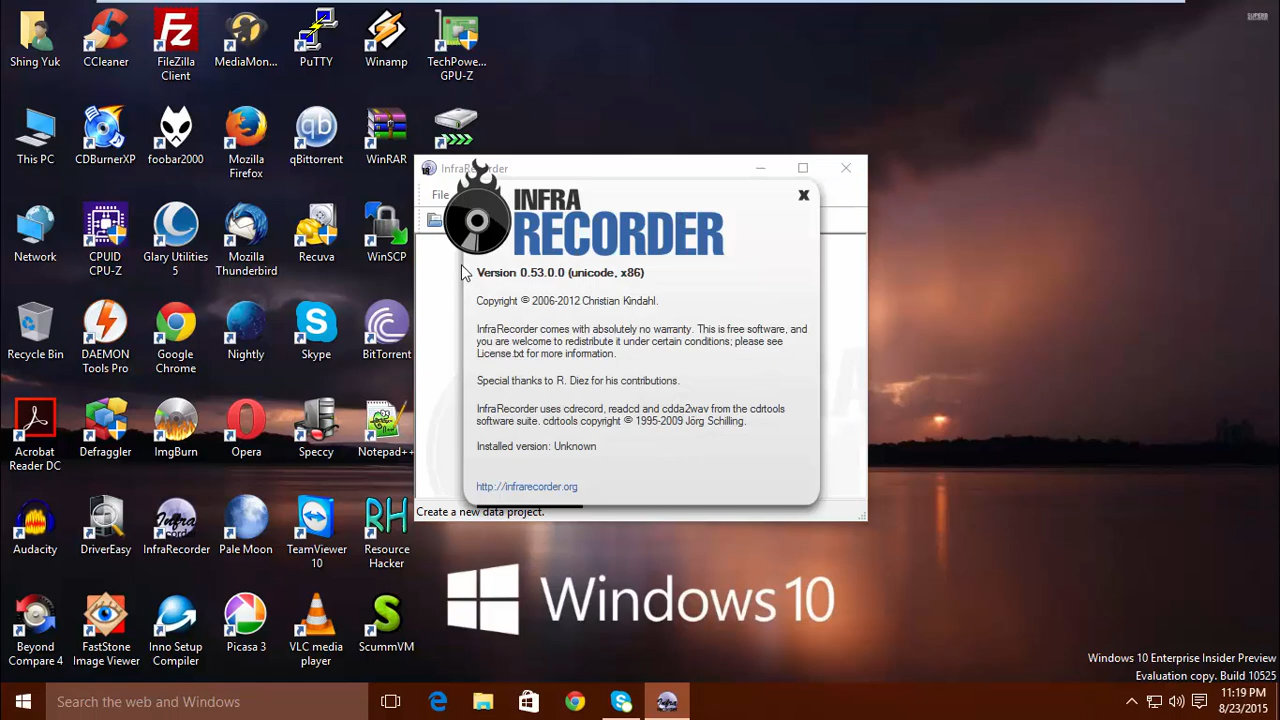 Shing Yuk
CCleaner
FileZilla
Client
MediaMon...
PuTTY
Winamp
TechPowe...
GPU-Z
This PC
CDBurnerXP
foobar2000
Mozilla
Firefox
qBittorrent
WinRAR
Network
CPUID
CPU-Z
Glary Utilities
5
Mozilla
Thunderbird
Recuva
WinSCP
Recycle Bin
DAEMON
Tools Pro
Google
Chrome
Nightly
Skype
BitTorrent
Acrobat
Reader DC
Defraggler
ImgBurn
Opera
Speccy
Notepad++
Audacity
DriverEasy
InfraRecorder
Pale Moon
TeamViewer
10
Resource
Hacker
Beyond
Compare 4
FastStone
Image Viewer
Inno Setup
Compiler
Picasa 3
VLC media
player
ScummVM
File
INFRA
RECORDER
X
Version 0.53.0.0 (unicode, x86)
Copyright © 2006-2012 Christian Kindahl.
InfraRecorder comes with absolutely no warranty. This is free software, and
you are welcome to redistribute it under certain conditions; please see
License.txt for more information.
Special thanks to R. Diez for his contributions.
InfraRecorder uses cdrecord, readcd and cdda2wav from the cdrtools
software suite. cdrtools copyright © 1995-2009 Jörg Schilling.
Installed version: Unknown
http://infrarecorder.org
Create a new data project.
Windows 10
Windows 10 Enterprise Insider Preview
Evaluation copy. Build 10525
Search the web and Windows
11:19 PM
8/23/2015